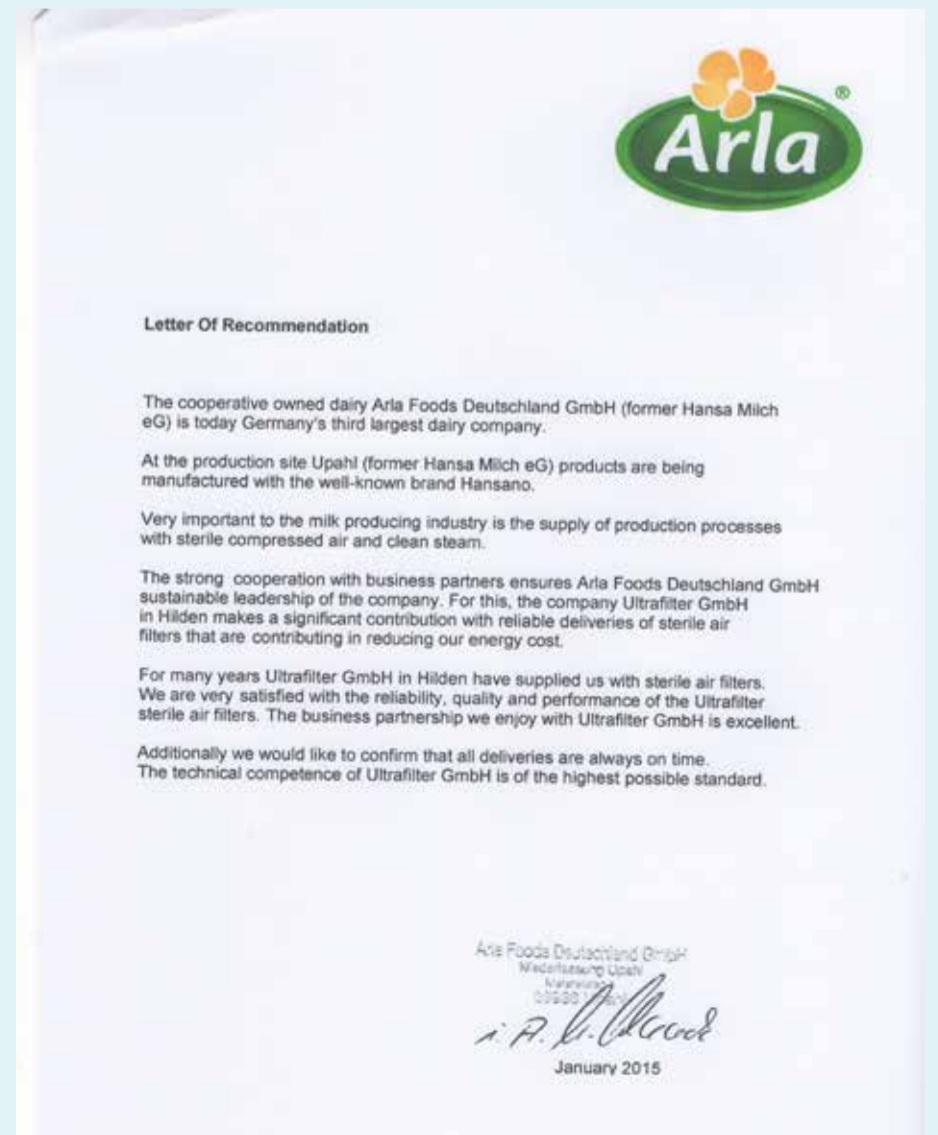 Arla
®
Letter Of Recommendation
The cooperative owned dairy Arla Foods Deutschland GmbH (former Hansa Milch
eG) is today Germany's third largest dairy company.
At the production site Upahl (former Hansa Milch eG) products are being
manufactured with the well-known brand Hansano.
Very important to the milk producing industry is the supply of production processes
with sterile compressed air and clean steam.
The strong cooperation with business partners ensures Arla Foods Deutschland GmbH
sustainable leadership of the company. For this, the company Ultrafilter GmbH
in Hilden makes a significant contribution with reliable deliveries of sterile air
filters that are contributing in reducing our energy cost.
For many years Ultrafilter GmbH in Hilden have supplied us with sterile air filters.
We are very satisfied with the reliability, quality and performance of the Ultrafilter
sterile air filters. The business partnership we enjoy with Ultrafilter GmbH is excellent.
Additionally we would like to confirm that all deliveries are always on time.
The technical competence of Ultrafilter GmbH is of the highest possible standard.
Arla Foods Deutschland GmbH
Niederlassung Upahl
i. A.
January 2015